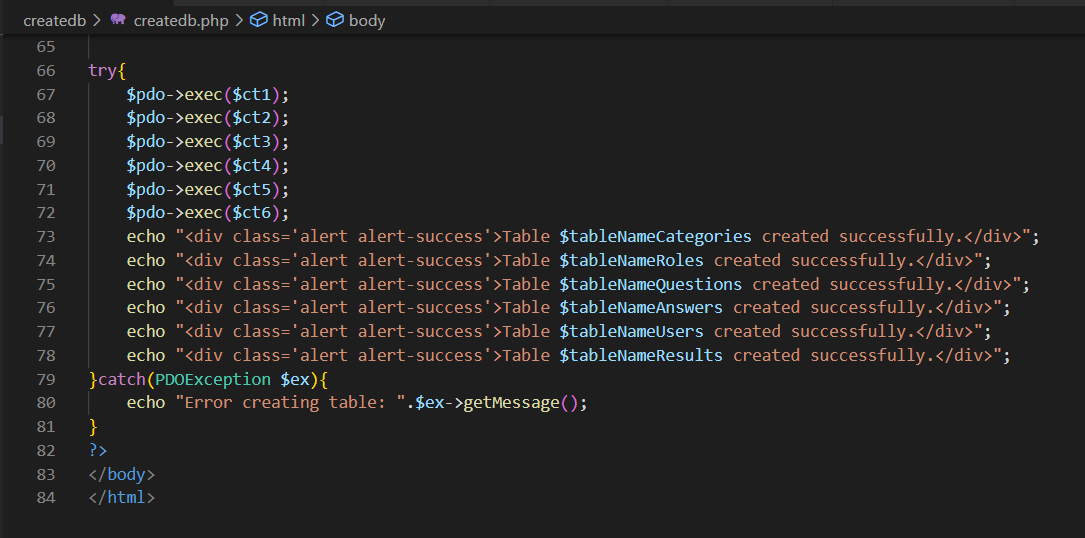 createdb > createdb.php > html > body
65
66 try{
67     $pdo->exec($ct1);
68     $pdo->exec($ct2);
69     $pdo->exec($ct3);
70     $pdo->exec($ct4);
71     $pdo->exec($ct5);
72     $pdo->exec($ct6);
73     echo "<div class='alert alert-success'>Table $tableNameCategories created successfully.</div>";
74     echo "<div class='alert alert-success'>Table $tableNameRoles created successfully.</div>";
75     echo "<div class='alert alert-success'>Table $tableNameQuestions created successfully.</div>";
76     echo "<div class='alert alert-success'>Table $tableNameAnswers created successfully.</div>";
77     echo "<div class='alert alert-success'>Table $tableNameUsers created successfully.</div>";
78     echo "<div class='alert alert-success'>Table $tableNameResults created successfully.</div>";
79 }catch(PDOException $ex){
80     echo "Error creating table: ".$ex->getMessage();
81 }
82 ?>
83 </body>
84 </html>